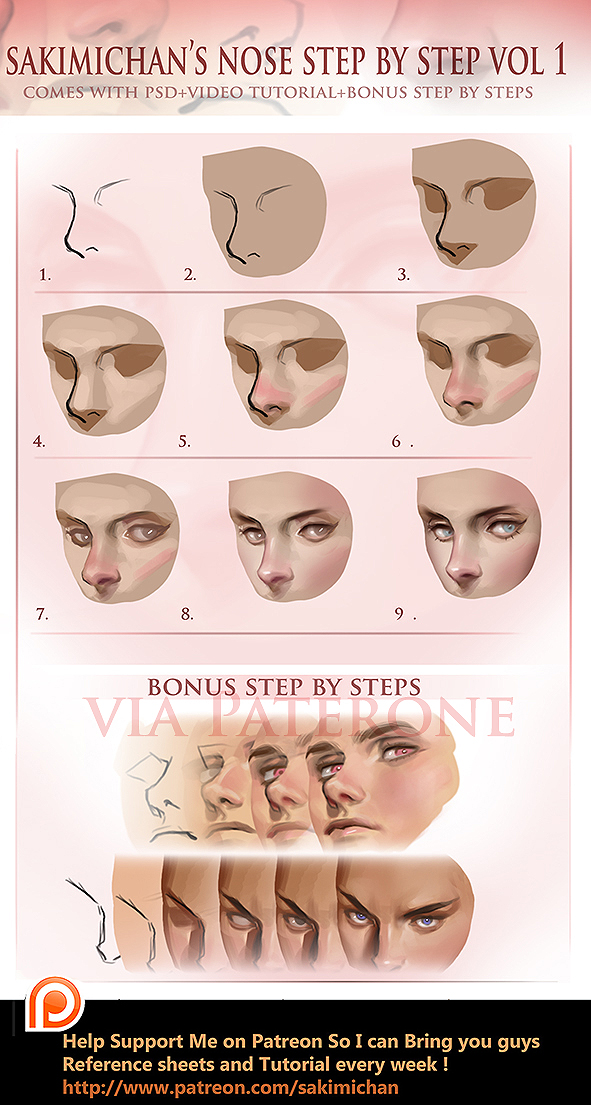 SAKIMICHAN'S NOSE STEP BY STEP VOL 1
COMES WITH PSD+VIDEO TUTORIAL+BONUS STEP BY STEPS
1.
2.
3.
4.
5.
6 .
7.
8.
9 .
BONUS STEP BY STEPS
VIA PATERONE
Help Support Me on Patreon So I can Bring you guys
Reference sheets and Tutorial every week !
http://www.patreon.com/sakimichan